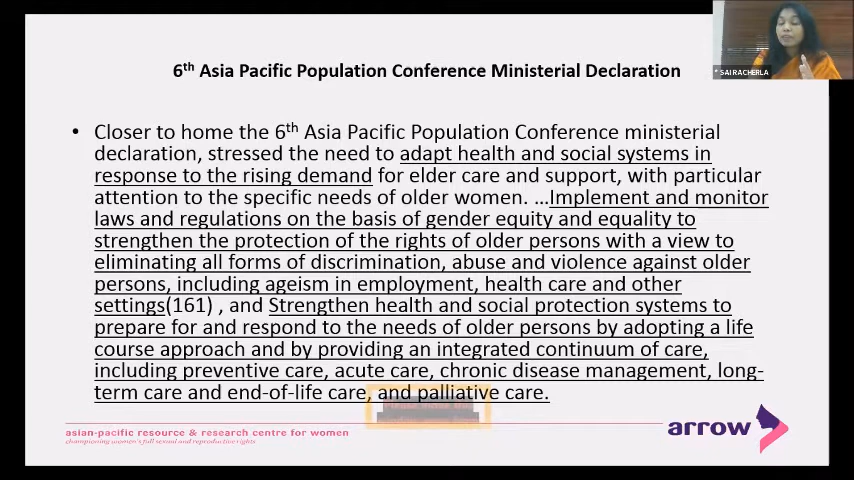 6th Asia Pacific Population Conference Ministerial Declaration
* SAI RACHERLA
• Closer to home the 6th Asia Pacific Population Conference ministerial
declaration, stressed the need to adapt health and social systems in
response to the rising demand for elder care and support, with particular
attention to the specific needs of older women. ...Implement and monitor
laws and regulations on the basis of gender equity and equality to
strengthen the protection of the rights of older persons with a view to
eliminating all forms of discrimination, abuse and violence against older
persons, including ageism in employment, health care and other
settings(161) , and Strengthen health and social protection systems to
prepare for and respond to the needs of older persons by adopting a life
course approach and by providing an integrated continuum of care,
including preventive care, acute care, chronic disease management, long-
term care and end-of-life care, and palliative care.
asian-pacific resource & research centre for women
championing women's full sexual and reproductive rights
arrow